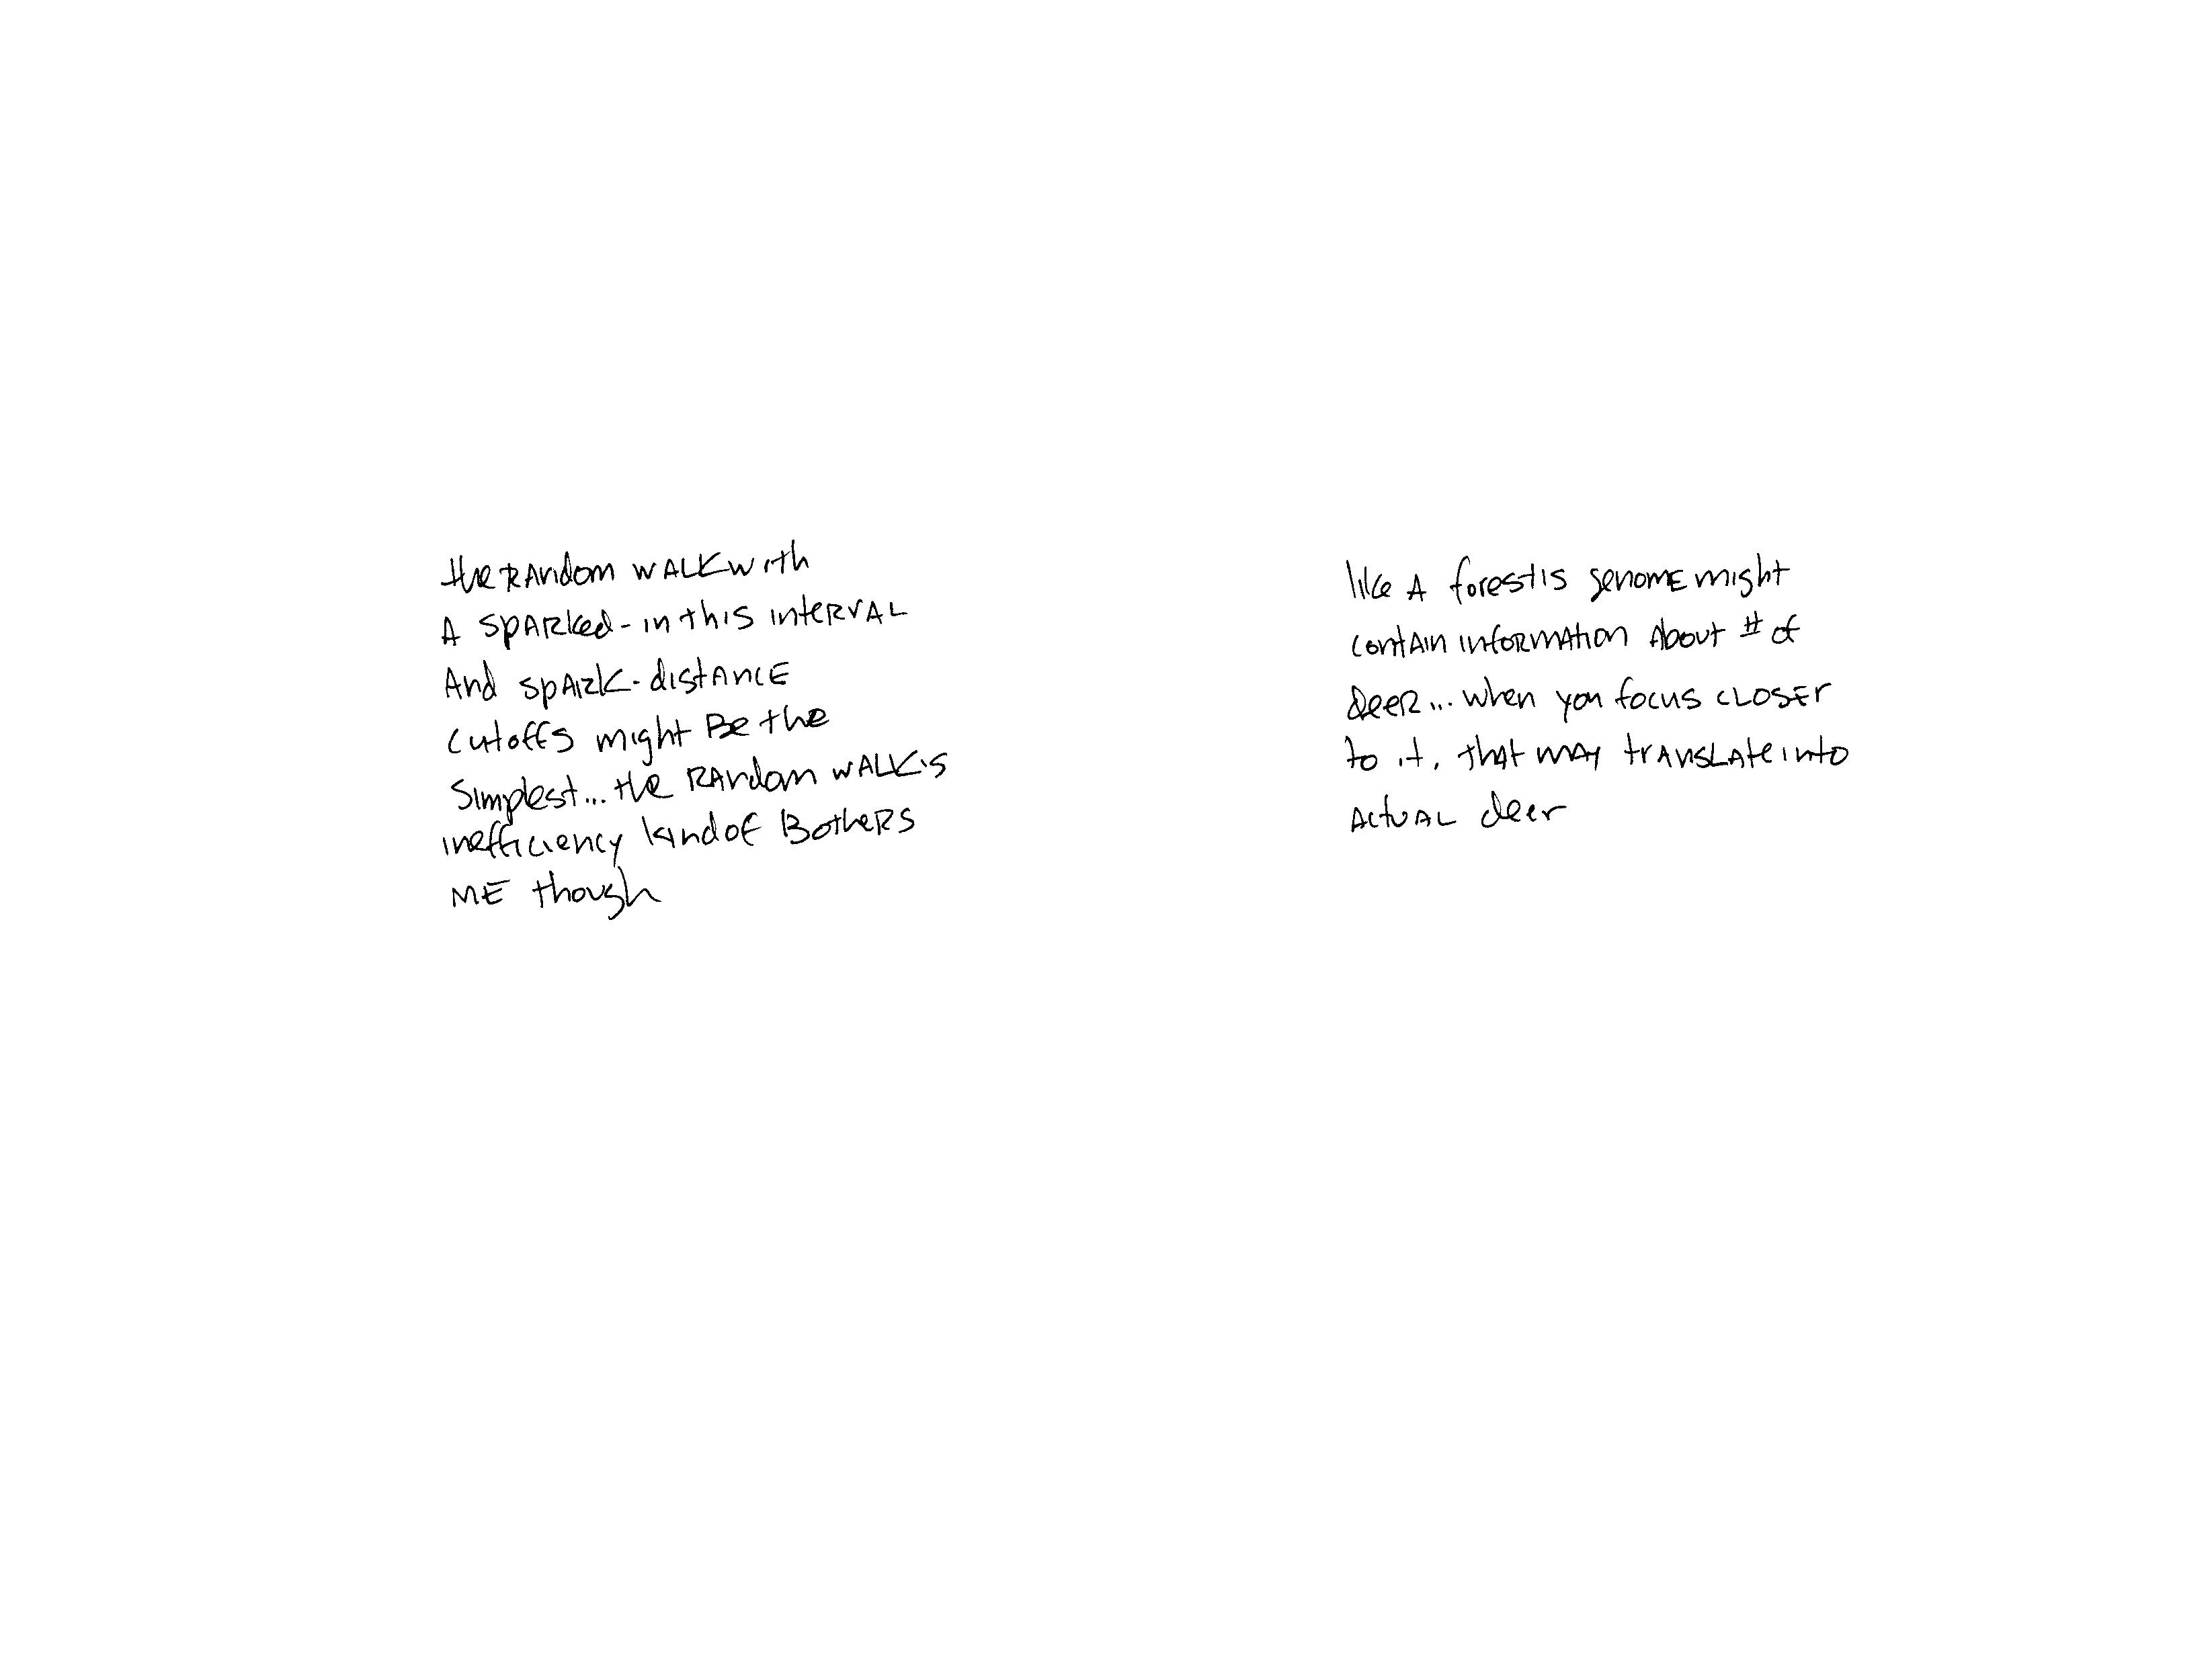 the RAndom WALK with
A SpARked-in this intERVAL
And spARK-distANCE
cutoffs might BE the
simplest... the RAndom WALK's
inefficiency kind of BotheRS
ME though
like A forest's genomE might
contAin infoRMAtion About # of
deeR... when you focus CLOSEr
to it, thAt mAy trANSLAte into
ActUAL deer